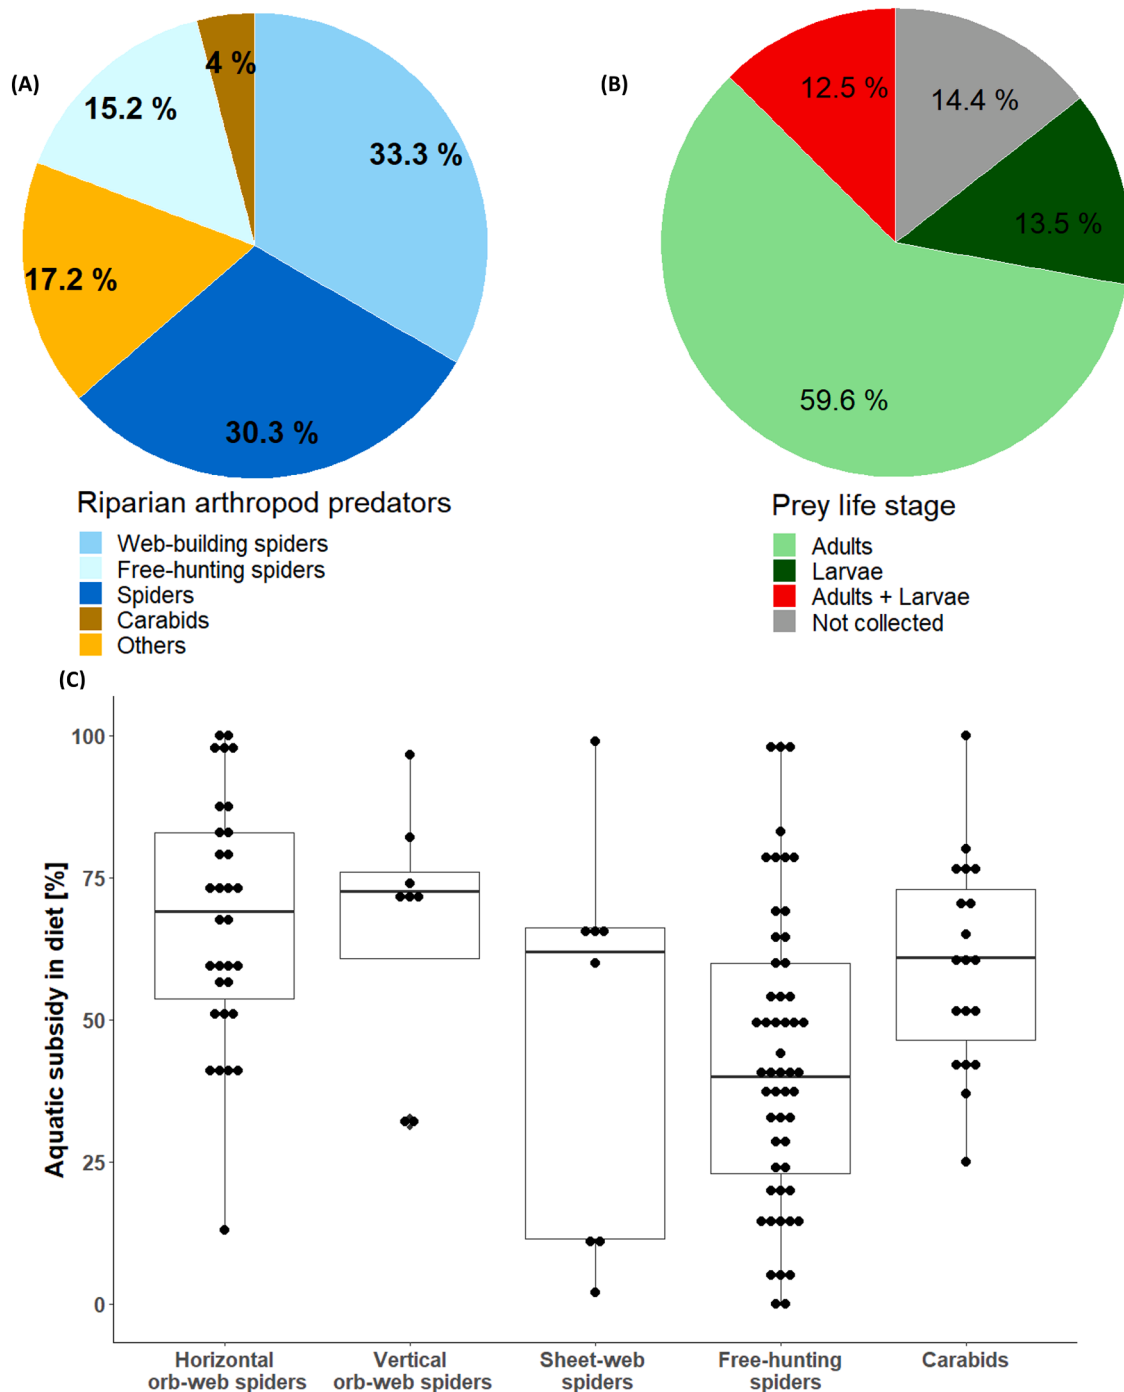 (A)
4 %
15.2 %
33.3 %
17.2 %
30.3 %
Riparian arthropod predators
Web-building spiders
Free-hunting spiders
Spiders
Carabids
Others
(B)
12.5 %
14.4 %
13.5 %
59.6 %
Prey life stage
Adults
Larvae
Adults + Larvae
Not collected
(C)
Aquatic subsidy in diet [%]
100
75
50
25
0
Horizontal
orb-web spiders
Vertical
orb-web spiders
Sheet-web
spiders
Free-hunting
spiders
Carabids